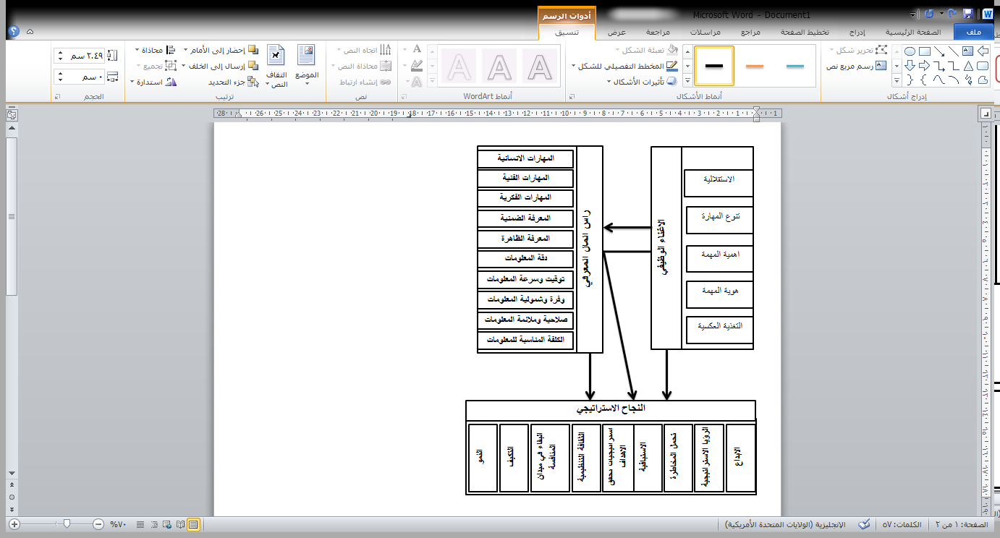 أدوات الرسم
Microsoft Word - Document1
ملف
الصفحة الرئيسية
إدراج
تخطيط الصفحة
مراجع
مراسلات
مراجعة
عرض
تنسيق
تحرير شكل
رسم مربع نص
إدراج أشكال
تعبئة الشكل
المخطط التفصيلي للشكل
تأثيرات الأشكال
أنماط الأشكال
أنماط WordArt
اتجاه النص
محاذاة النص
إنشاء ارتباط
نص
الموضع
التفاف النص
إحضار إلى الأمام
إرسال إلى الخلف
جزء التحديد
محاذاة
تجميع
استدارة
ترتيب
٢.٤٩ سم
٠ سم
الحجم
الاغناء الوظيفي
الاستقلالية
تنوع المهارة
اهمية المهمة
هوية المهمة
التغذية العكسية
راس المال المعرفي
المهارات الانسانية
المهارات الفنية
المهارات الفكرية
المعرفة الضمنية
المعرفة الظاهرة
دقة المعلومات
توقيت وسرعة المعلومات
وفرة وشمولية المعلومات
صلاحية وملائمة المعلومات
الكلفة المناسبة للمعلومات
النجاح الاستراتيجي
الابداع
الرويا الاستراتيجية
تحمل المخاطرة
الاستباقية
استراتيجيات تحقق
الاهداف
الثقافة التنظيمية
البقاء في ميدان
المنافسة
التكيف
النمو
الصفحة: ١ من ٢
الكلمات: ٥٧
الإنجليزية (الولايات المتحدة الأمريكية)
٧٠%